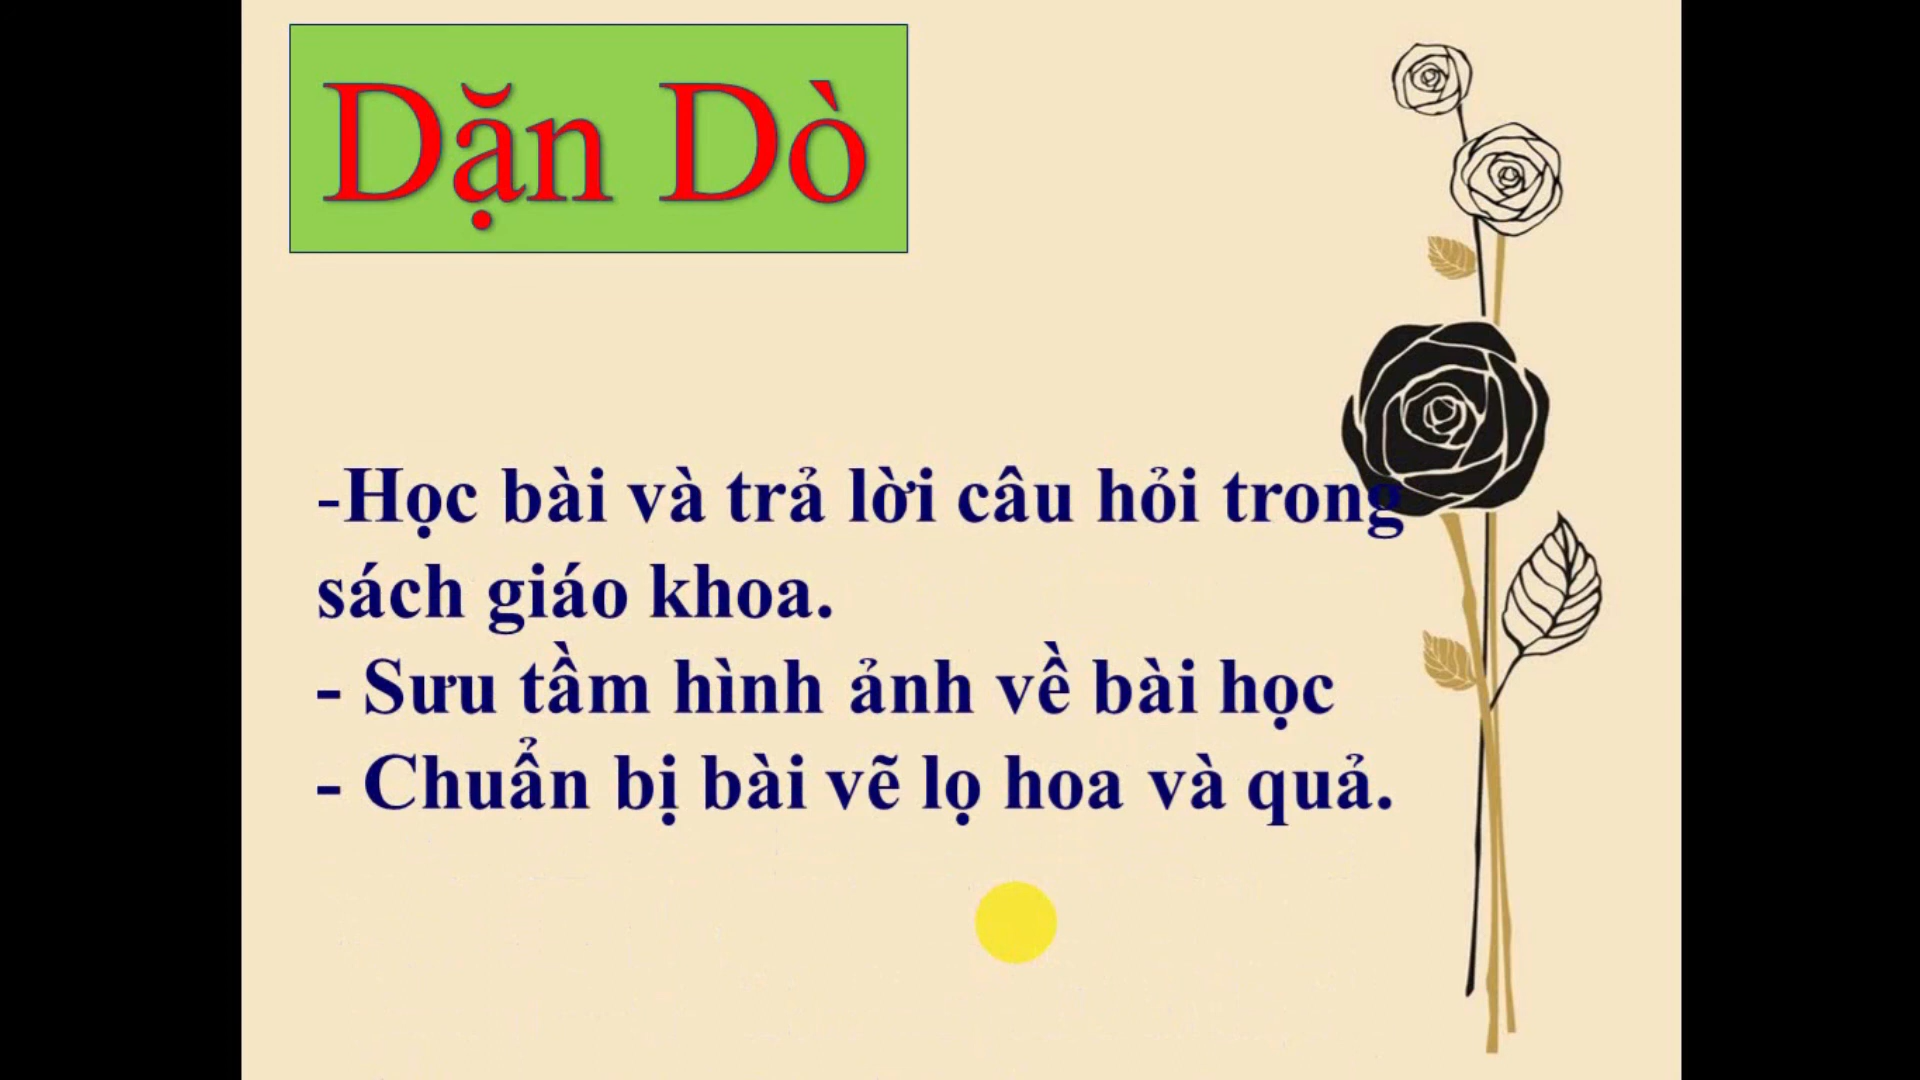 Dặn Dò
-Học bài và trả lời câu hỏi trong
sách giáo khoa.
- Sưu tầm hình ảnh về bài học
- Chuẩn bị bài vẽ lọ hoa và quả.